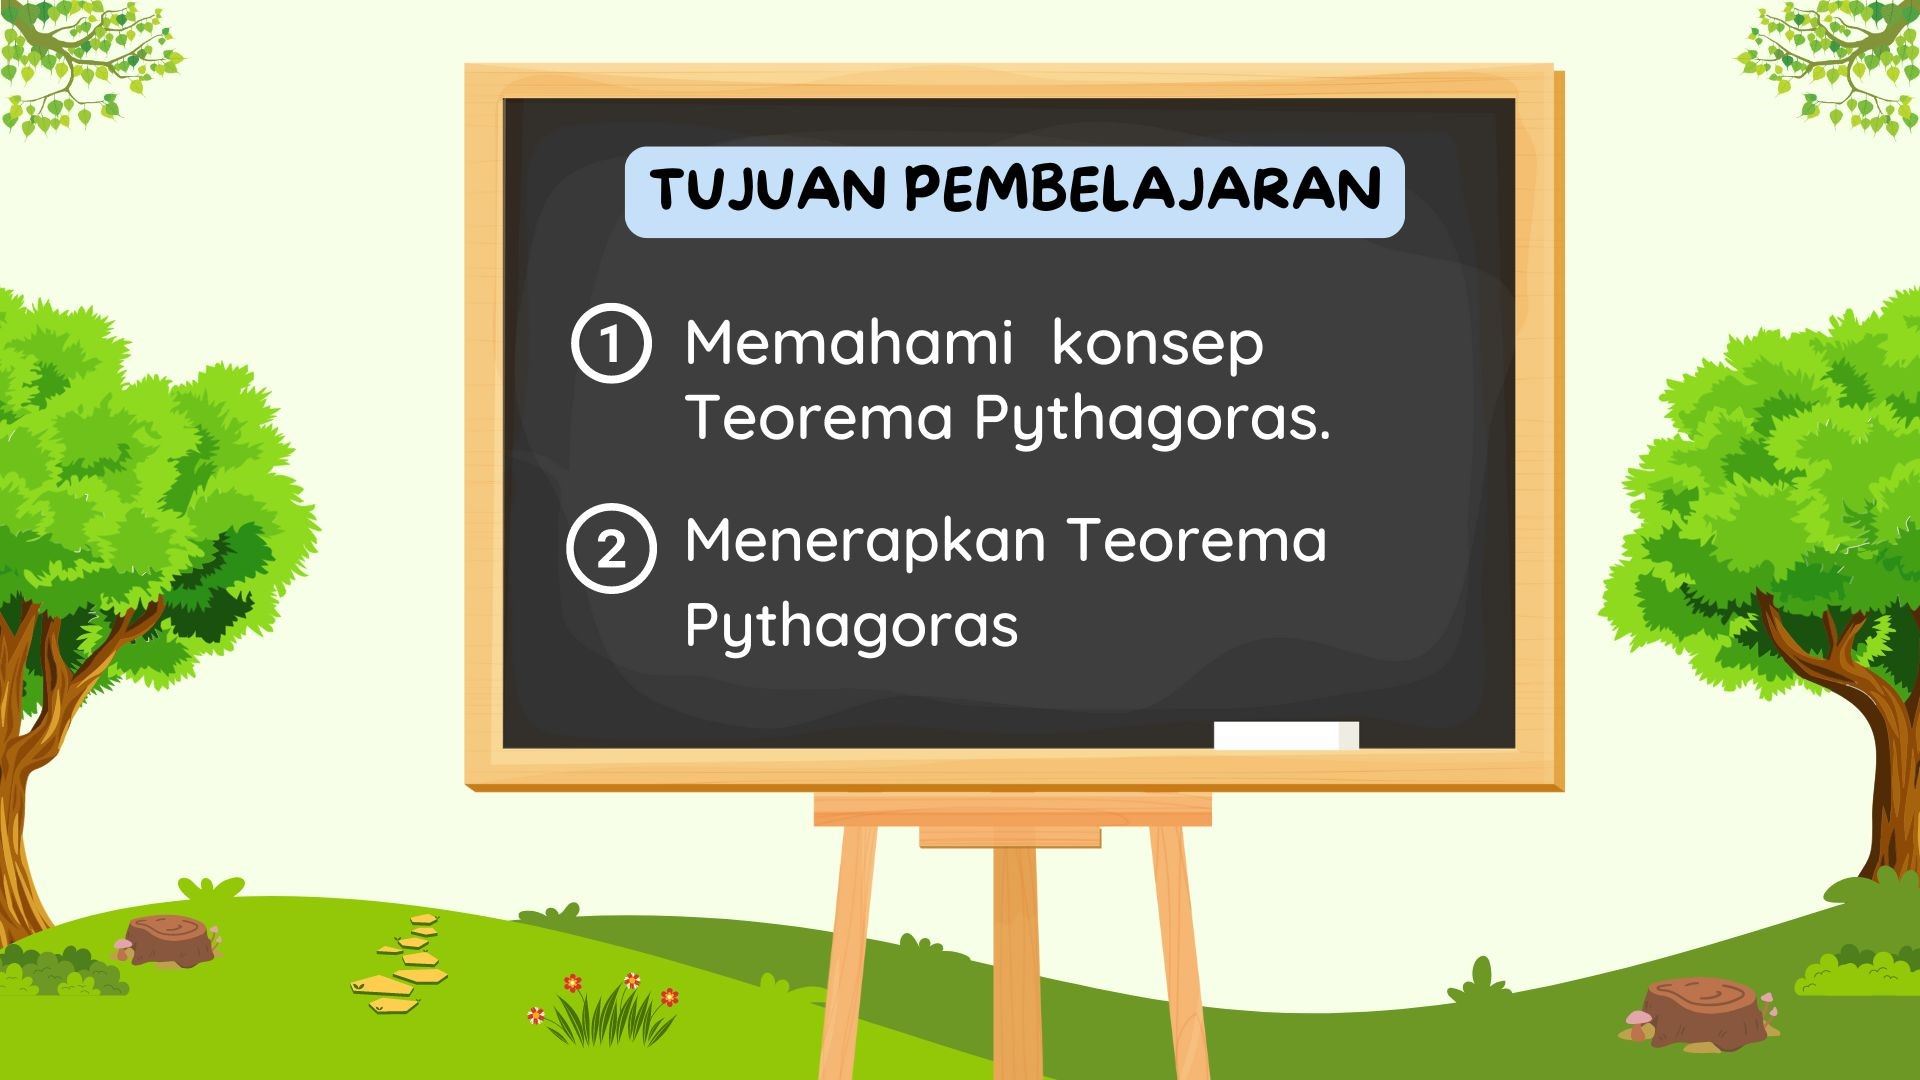 TUJUAN PEMBELAJARAN
1 Memahami konsep
Teorema Pythagoras.
2 Menerapkan Teorema
Pythagoras